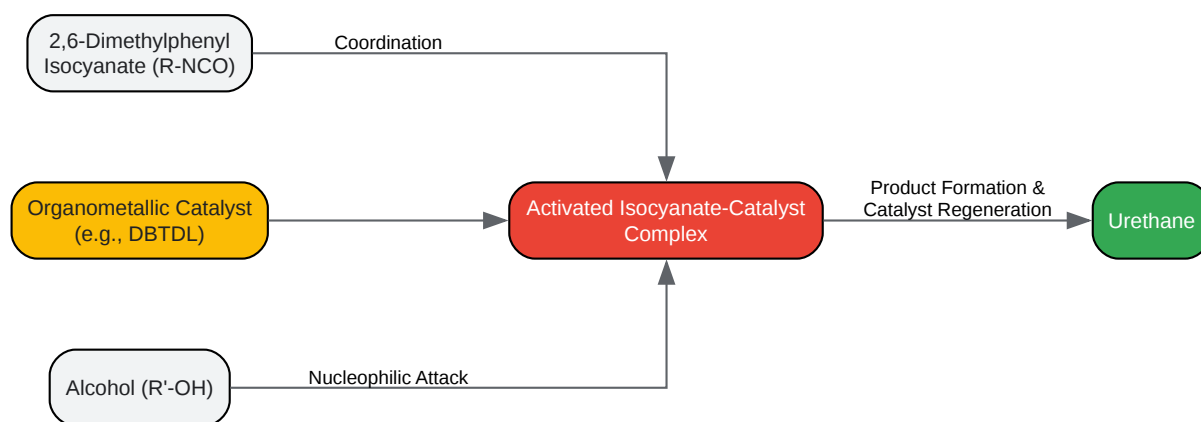 2,6-Dimethylphenyl
Isocyanate (R-NCO)
Coordination
Organometallic Catalyst
(e.g., DBTDL)
Activated Isocyanate-Catalyst
Complex
Product Formation &
Catalyst Regeneration
Urethane
Alcohol (R'-OH)
Nucleophilic Attack